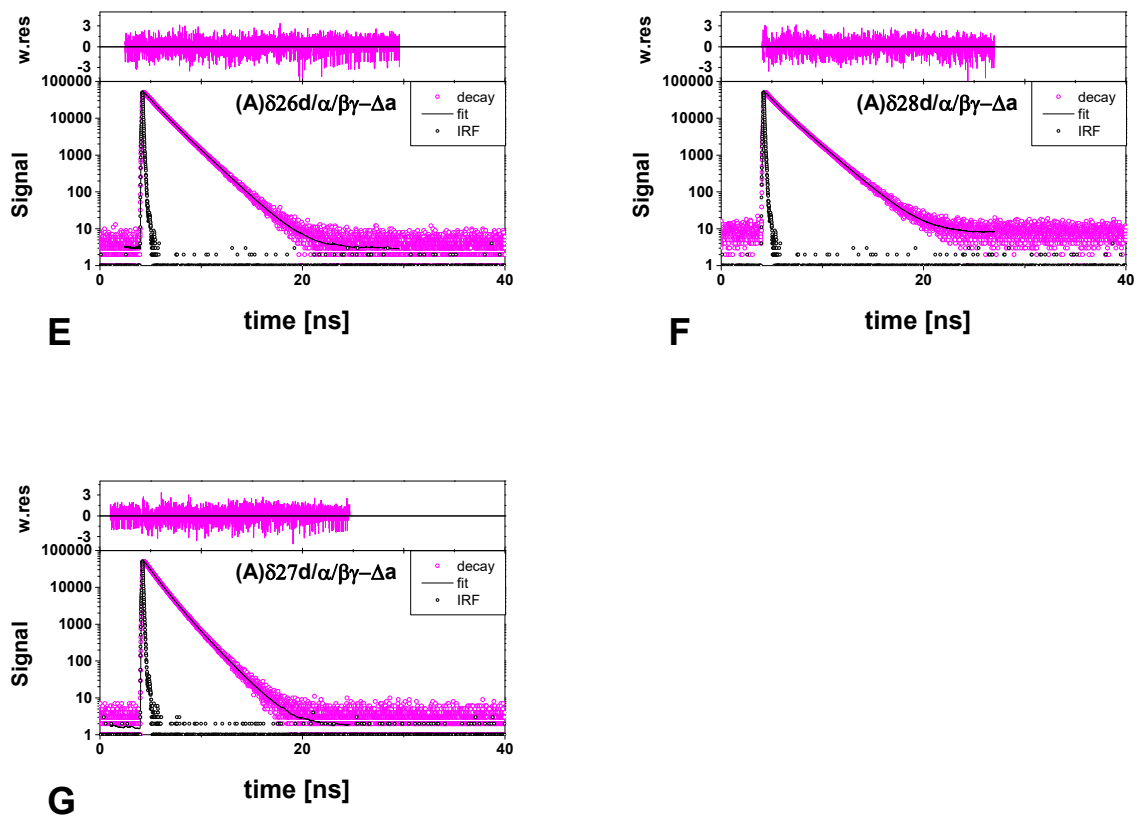 w.res
3
0
-3
100000
10000
1000
100
10
1
Signal
(A)δ26d/α/βγ−Δa
decay
fit
IRF
0 20 40
time [ns]
E
w.res
3
0
-3
100000
10000
1000
100
10
1
Signal
(A)δ28d/α/βγ−Δa
decay
fit
IRF
0 20 40
time [ns]
F
w.res
3
0
-3
100000
10000
1000
100
10
1
Signal
(A)δ27d/α/βγ−Δa
decay
fit
IRF
0 20 40
time [ns]
G